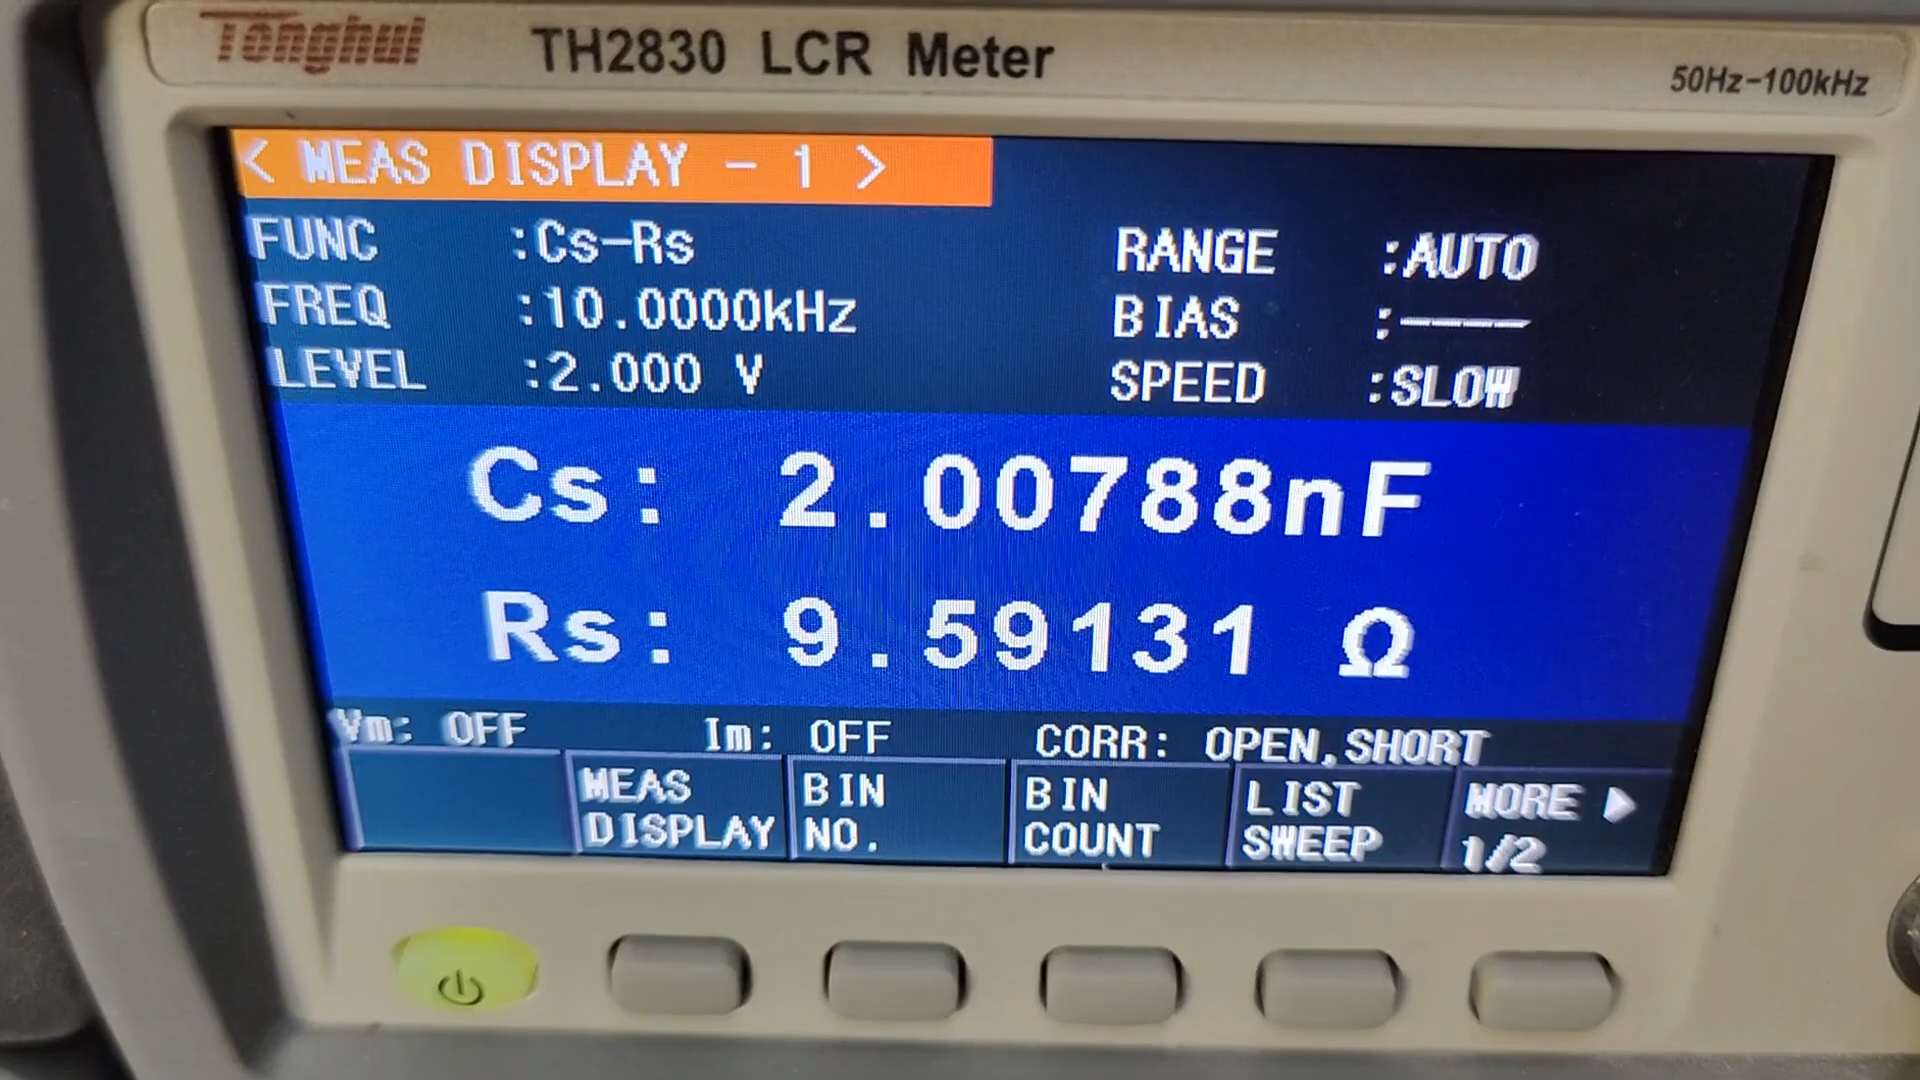 Tonghui TH2830 LCR Meter 50Hz-100kHz
< MEAS DISPLAY - 1 >
FUNC :Cs-Rs RANGE :AUTO
FREQ :10.0000kHz BIAS :----
LEVEL :2.000 V SPEED :SLOW
Cs: 2.00788nF
Rs: 9.59131 Ω
Vm: OFF Im: OFF CORR: OPEN,SHORT
MEAS DISPLAY
BIN NO.
BIN COUNT
LIST SWEEP
MORE ▶ 1/2